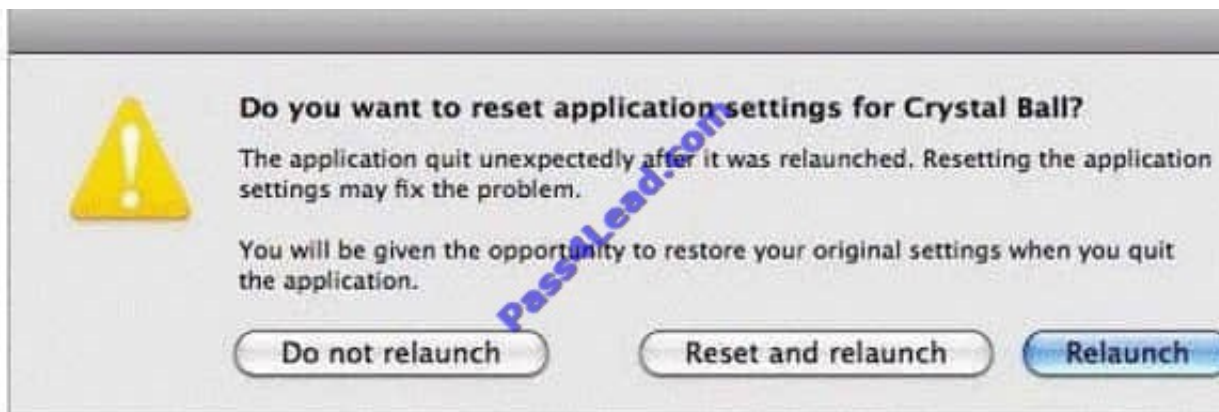 Do you want to reset application settings for Crystal Ball?
The application quit unexpectedly after it was relaunched. Resetting the application
settings may fix the problem.
You will be given the opportunity to restore your original settings when you quit
the application.
Do not relaunch
Reset and relaunch
Relaunch
Pass4Lead.com